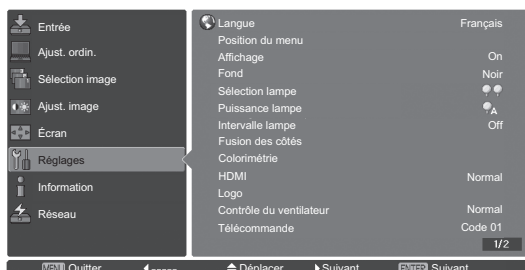 Entrée
Ajust. ordin.
Sélection image
Ajust. image
Écran
Réglages
Information
Réseau
Langue Français
Position du menu
Affichage On
Fond Noir
Sélection lampe
Puissance lampe A
Intervalle lampe Off
Fusion des côtés
Colorimétrie
HDMI Normal
Logo
Contrôle du ventilateur Normal
Télécommande Code 01
1/2
MENU Quitter ----- Déplacer Suivant ENTER Suivant